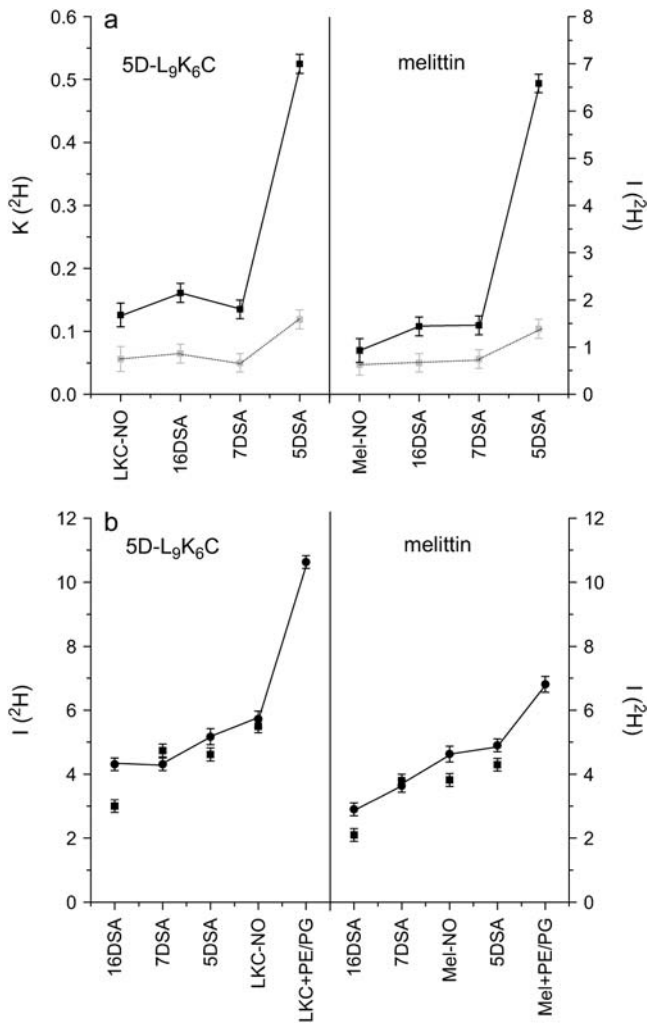 a
5D-L₉K₆C
melittin
K (²H)
I (²H)
0.6
0.5
0.4
0.3
0.2
0.1
0.0
8
7
6
5
4
3
2
1
0
LKC-NO
16DSA
7DSA
5DSA
Mel-NO
16DSA
7DSA
5DSA
b
5D-L₉K₆C
melittin
I (²H)
I (²H)
12
10
8
6
4
2
0
12
10
8
6
4
2
0
16DSA
7DSA
5DSA
LKC-NO
LKC+PE/PG
16DSA
7DSA
Mel-NO
5DSA
Mel+PE/PG